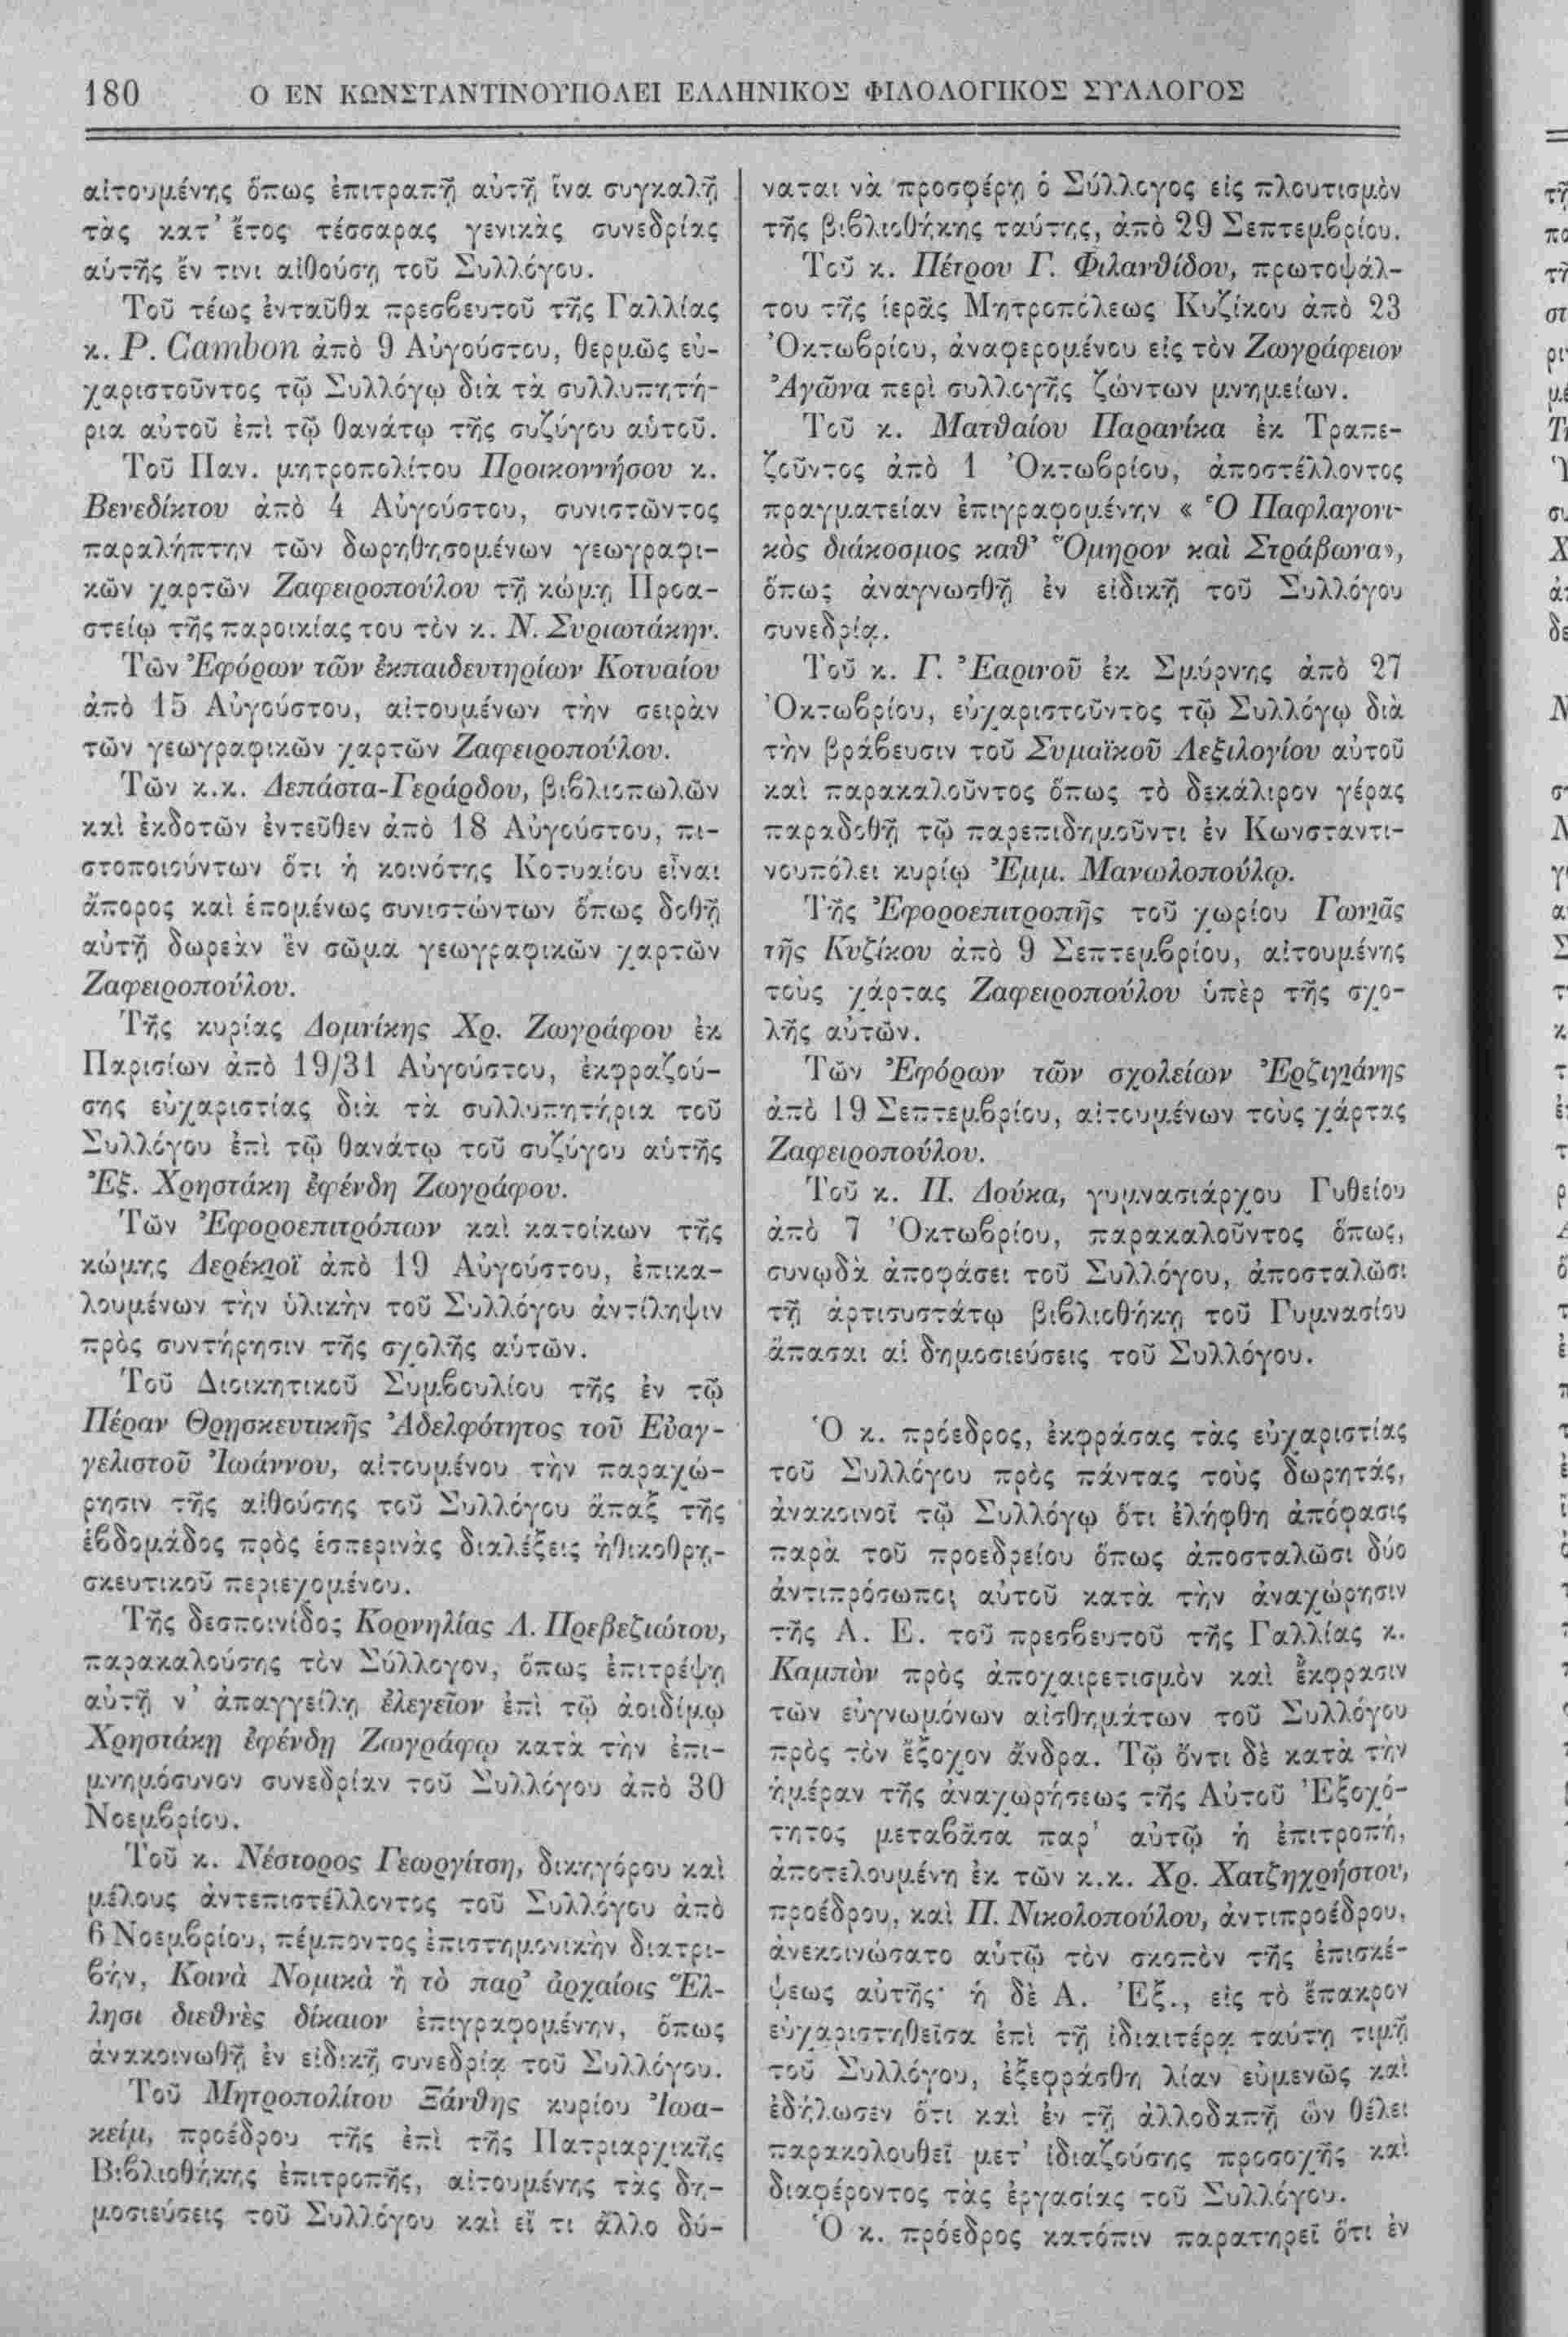 180 Ο ΕΝ ΚΩΝΣΤΑΝΤΙΝΟΥΠΟΛΕΙ ΕΛΛΗΝΙΚΟΣ ΦΙΛΟΛΟΓΙΚΟΣ ΣΥΛΛΟΓΟΣ
αἰτουμένης ὅπως ἐπιτραπῇ αὐτῇ ἵνα συγκαλῇ
τὰς κατ' ἔτος τέσσαρας γενικὰς συνεδρίας
αὑτῆς ἔν τινι αἰθούσῃ τοῦ Συλλόγου.
Τοῦ τέως ἐνταῦθα πρεσβευτοῦ τῆς Γαλλίας
κ. P. Cambon ἀπὸ 9 Αὐγούστου, θερμῶς εὐ-
χαριστοῦντος τῷ Συλλόγῳ διὰ τὰ συλλυπητή-
ρια αὐτοῦ ἐπὶ τῷ θανάτῳ τῆς συζύγου αὑτοῦ.
Τοῦ Παν. μητροπολίτου Προικοννήσου κ.
Βενεδίκτου ἀπὸ 4 Αὐγούστου, συνιστῶντος
παραλήπτην τῶν δωρηθησομένων γεωγραφι-
κῶν χαρτῶν Ζαφειροπούλου τῇ κώμῃ Προα-
στείῳ τῆς παροικίας του τὸν κ. Ν. Συριωτάκην.
Τῶν Ἐφόρων τῶν ἐκπαιδευτηρίων Κοτυαίου
ἀπὸ 15 Αὐγούστου, αἰτουμένων τὴν σειρὰν
τῶν γεωγραφικῶν χαρτῶν Ζαφειροπούλου.
Τῶν κ.κ. Δεπάστα-Γεράρδου, βιβλιοπωλῶν
καὶ ἐκδοτῶν ἐντεῦθεν ἀπὸ 18 Αὐγούστου, πι-
στοποιούντων ὅτι ἡ κοινότης Κοτυαίου εἶναι
ἄπορος καὶ ἑπομένως συνιστώντων ὅπως δοθῇ
αὐτῇ δωρεὰν ἓν σῶμα γεωγραφικῶν χαρτῶν
Ζαφειροπούλου.
Τῆς κυρίας Δομνίκης Χρ. Ζωγράφου ἐκ
Παρισίων ἀπὸ 19/31 Αὐγούστου, ἐκφραζού-
σης εὐχαριστίας διὰ τὰ συλλυπητήρια τοῦ
Συλλόγου ἐπὶ τῷ θανάτῳ τοῦ συζύγου αὑτῆς
Ἐξ. Χρηστάκη ἐφένδη Ζωγράφου.
Τῶν Ἐφοροεπιτρόπων καὶ κατοίκων τῆς
κώμης Δερέκιοϊ ἀπὸ 19 Αὐγούστου, ἐπικα-
λουμένων τὴν ὑλικὴν τοῦ Συλλόγου ἀντίληψιν
πρὸς συντήρησιν τῆς σχολῆς αὑτῶν.
Τοῦ Διοικητικοῦ Συμβουλίου τῆς ἐν τῷ
Πέραν Θρησκευτικῆς Ἀδελφότητος τοῦ Εὐαγ-
γελιστοῦ Ἰωάννου, αἰτουμένου τὴν παραχώ-
ρησιν τῆς αἰθούσης τοῦ Συλλόγου ἅπαξ τῆς
ἑβδομάδος πρὸς ἑσπερινὰς διαλέξεις ἠθικοθρη-
σκευτικοῦ περιεχομένου.
Τῆς δεσποινίδος Κορνηλίας Λ. Πρεβεζιώτου,
παρακαλούσης τὸν Σύλλογον, ὅπως ἐπιτρέψῃ
αὐτῇ ν' ἀπαγγείλῃ ἐλεγεῖον ἐπὶ τῷ ἀοιδίμῳ
Χρηστάκῃ ἐφένδῃ Ζωγράφῳ κατὰ τὴν ἐπι-
μνημόσυνον συνεδρίαν τοῦ Συλλόγου ἀπὸ 30
Νοεμβρίου.
Τοῦ κ. Νέστορος Γεωργίτση, δικηγόρου καὶ
μέλους ἀντεπιστέλλοντος τοῦ Συλλόγου ἀπὸ
6 Νοεμβρίου, πέμποντος ἐπιστημονικὴν διατρι-
βὴν, Κοινὰ Νομικὰ ἢ τὸ παρ' ἀρχαίοις Ἕλ-
λησι διεθνὲς δίκαιον ἐπιγραφομένην, ὅπως
ἀνακοινωθῇ ἐν εἰδικῇ συνεδρίᾳ τοῦ Συλλόγου.
Τοῦ Μητροπολίτου Ξάνθης κυρίου Ἰωα-
κείμ, προέδρου τῆς ἐπὶ τῆς Πατριαρχικῆς
Βιβλιοθήκης ἐπιτροπῆς, αἰτουμένης τὰς δη-
μοσιεύσεις τοῦ Συλλόγου καὶ εἴ τι ἄλλο δύ-
ναται νὰ προσφέρῃ ὁ Σύλλογος εἰς πλουτισμὸν
τῆς βιβλιοθήκης ταύτης, ἀπὸ 29 Σεπτεμβρίου.
Τοῦ κ. Πέτρου Γ. Φιλανθίδου, πρωτοψάλ-
του τῆς ἱερᾶς Μητροπόλεως Κυζίκου ἀπὸ 23
Ὀκτωβρίου, ἀναφερομένου εἰς τὸν Ζωγράφειον
Ἀγῶνα περὶ συλλογῆς ζώντων μνημείων.
Τοῦ κ. Ματθαίου Παρανίκα ἐκ Τραπε-
ζοῦντος ἀπὸ 1 Ὀκτωβρίου, ἀποστέλλοντος
πραγματείαν ἐπιγραφομένην « Ὁ Παφλαγονι-
κὸς διάκοσμος καθ' Ὅμηρον καὶ Στράβωνα»,
ὅπως ἀναγνωσθῇ ἐν εἰδικῇ τοῦ Συλλόγου
συνεδρίᾳ.
Τοῦ κ. Γ. Ἐαρινοῦ ἐκ Σμύρνης ἀπὸ 27
Ὀκτωβρίου, εὐχαριστοῦντος τῷ Συλλόγῳ διὰ
τὴν βράβευσιν τοῦ Συμαϊκοῦ Λεξιλογίου αὐτοῦ
καὶ παρακαλοῦντος ὅπως τὸ δεκάλιρον γέρας
παραδοθῇ τῷ παρεπιδημοῦντι ἐν Κωνσταντι-
νουπόλει κυρίῳ Ἐμμ. Μανωλοπούλῳ.
Τῆς Ἐφοροεπιτροπῆς τοῦ χωρίου Γωνιᾶς
τῆς Κυζίκου ἀπὸ 9 Σεπτεμβρίου, αἰτουμένης
τοὺς χάρτας Ζαφειροπούλου ὑπὲρ τῆς σχο-
λῆς αὐτῶν.
Τῶν Ἐφόρων τῶν σχολείων Ἐρζιγιάνης
ἀπὸ 19 Σεπτεμβρίου, αἰτουμένων τοὺς χάρτας
Ζαφειροπούλου.
Τοῦ κ. Π. Δούκα, γυμνασιάρχου Γυθείου
ἀπὸ 7 Ὀκτωβρίου, παρακαλοῦντος ὅπως,
συνῳδὰ ἀποφάσει τοῦ Συλλόγου, ἀποσταλῶσι
τῇ ἀρτισυστάτῳ βιβλιοθήκῃ τοῦ Γυμνασίου
ἅπασαι αἱ δημοσιεύσεις τοῦ Συλλόγου.
Ὁ κ. πρόεδρος, ἐκφράσας τὰς εὐχαριστίας
τοῦ Συλλόγου πρὸς πάντας τοὺς δωρητάς,
ἀνακοινοῖ τῷ Συλλόγῳ ὅτι ἐλήφθη ἀπόφασις
παρὰ τοῦ προεδρείου ὅπως ἀποσταλῶσι δύο
ἀντιπρόσωποι αὐτοῦ κατὰ τὴν ἀναχώρησιν
τῆς Α. Ε. τοῦ πρεσβευτοῦ τῆς Γαλλίας κ.
Καμπὸν πρὸς ἀποχαιρετισμὸν καὶ ἔκφρασιν
τῶν εὐγνωμόνων αἰσθημάτων τοῦ Συλλόγου
πρὸς τὸν ἔξοχον ἄνδρα. Τῷ ὄντι δὲ κατὰ τὴν
ἡμέραν τῆς ἀναχωρήσεως τῆς Αὐτοῦ Ἐξοχό-
τητος μεταβᾶσα παρ' αὐτῷ ἡ ἐπιτροπή,
ἀποτελουμένη ἐκ τῶν κ.κ. Χρ. Χατζηχρήστου,
προέδρου, καὶ Π. Νικολοπούλου, ἀντιπροέδρου,
ἀνεκοινώσατο αὐτῷ τὸν σκοπὸν τῆς ἐπισκέ-
ψεως αὑτῆς· ἡ δὲ Α. Ἐξ., εἰς τὸ ἔπακρον
εὐχαριστηθεῖσα ἐπὶ τῇ ἰδιαιτέρᾳ ταύτῃ τιμῇ
τοῦ Συλλόγου, ἐξεφράσθη λίαν εὐμενῶς καὶ
ἐδήλωσεν ὅτι καὶ ἐν τῇ ἀλλοδαπῇ ὢν θέλει
παρακολουθεῖ μετ' ἰδιαζούσης προσοχῆς καὶ
διαφέροντος τὰς ἐργασίας τοῦ Συλλόγου.
Ὁ κ. πρόεδρος κατόπιν παρατηρεῖ ὅτι ἐν